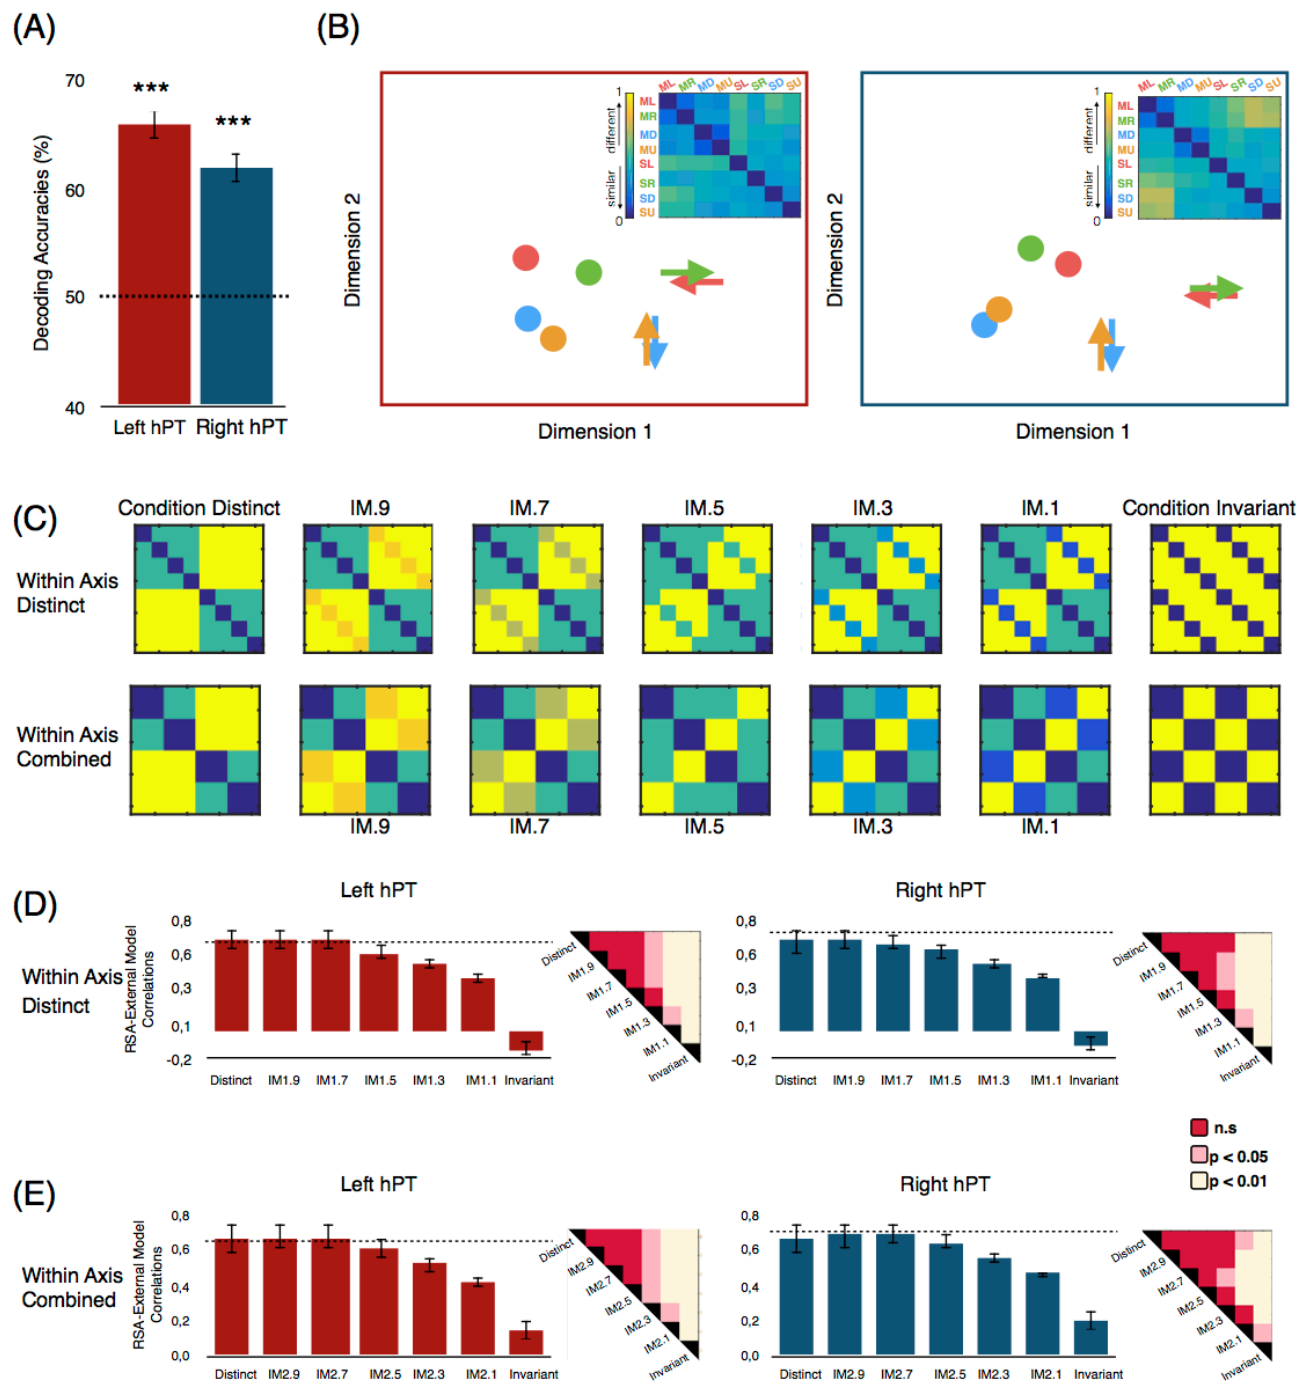 (A)
70
60
50
40
Decoding Accuracies (%)
***
***
Left hPT Right hPT
(B)
Dimension 2
Dimension 1
ML MR MD MU SL SR SD SU
1
different
similar
0
ML
MR
MD
MU
SL
SR
SD
SU
Dimension 2
Dimension 1
ML MR MD MU SL SR SD SU
1
different
similar
0
ML
MR
MD
MU
SL
SR
SD
SU
(C)
Condition Distinct IM.9 IM.7 IM.5 IM.3 IM.1 Condition Invariant
Within Axis
Distinct
Within Axis
Combined
IM.9 IM.7 IM.5 IM.3 IM.1
(D)
Within Axis
Distinct
Left hPT
RSA-External Model
Correlations
0,8
0,6
0,3
0,1
-0,2
Distinct IM1.9 IM1.7 IM1.5 IM1.3 IM1.1 Invariant
Distinct
IM1.9
IM1.7
IM1.5
IM1.3
IM1.1
Invariant
Right hPT
0,8
0,6
0,3
0,1
-0,2
Distinct IM1.9 IM1.7 IM1.5 IM1.3 IM1.1 Invariant
Distinct
IM1.9
IM1.7
IM1.5
IM1.3
IM1.1
Invariant
n.s
p < 0.05
p < 0.01
(E)
Within Axis
Combined
Left hPT
RSA-External Model
Correlations
0,8
0,6
0,4
0,2
0,0
Distinct IM2.9 IM2.7 IM2.5 IM2.3 IM2.1 Invariant
Distinct
IM2.9
IM2.7
IM2.5
IM2.3
IM2.1
Invariant
Right hPT
0,8
0,6
0,4
0,2
0,0
Distinct IM2.9 IM2.7 IM2.5 IM2.3 IM2.1 Invariant
Distinct
IM2.9
IM2.7
IM2.5
IM2.3
IM2.1
Invariant